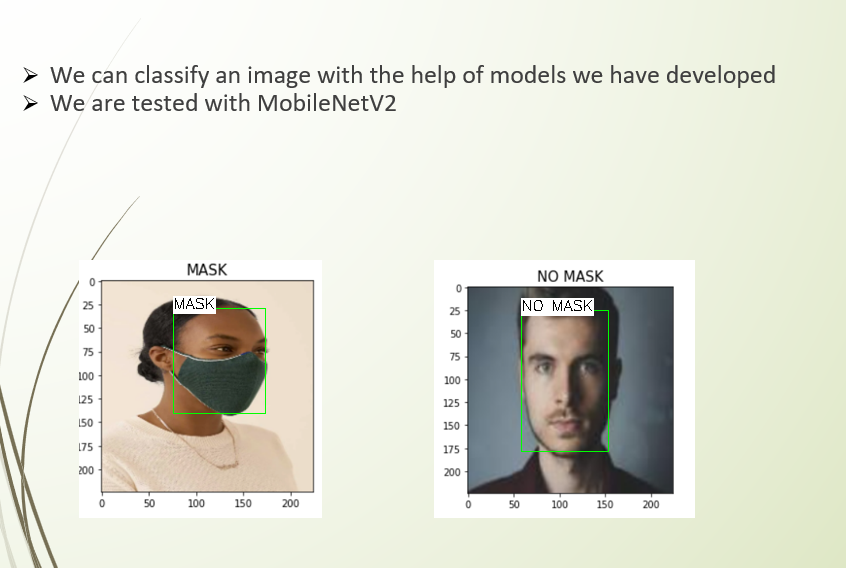 We can classify an image with the help of models we have developed
We are tested with MobileNetV2
MASK
MASK
0
25
50
75
100
125
150
175
200
0 50 100 150 200
NO MASK
NO MASK
0
25
50
75
100
125
150
175
200
0 50 100 150 200